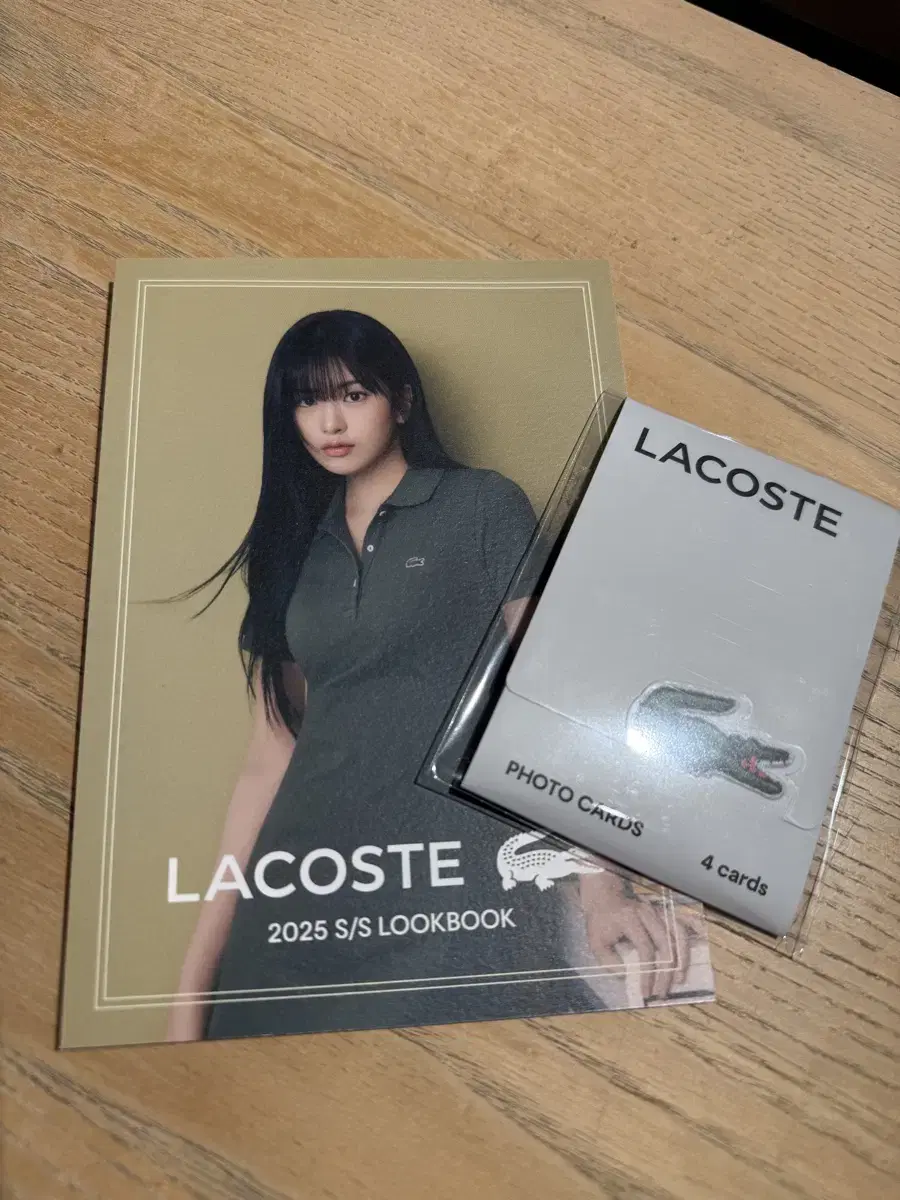 LACOSTE
2025 S/S LOOKBOOK
LACOSTE
PHOTO CARDS
4 cards